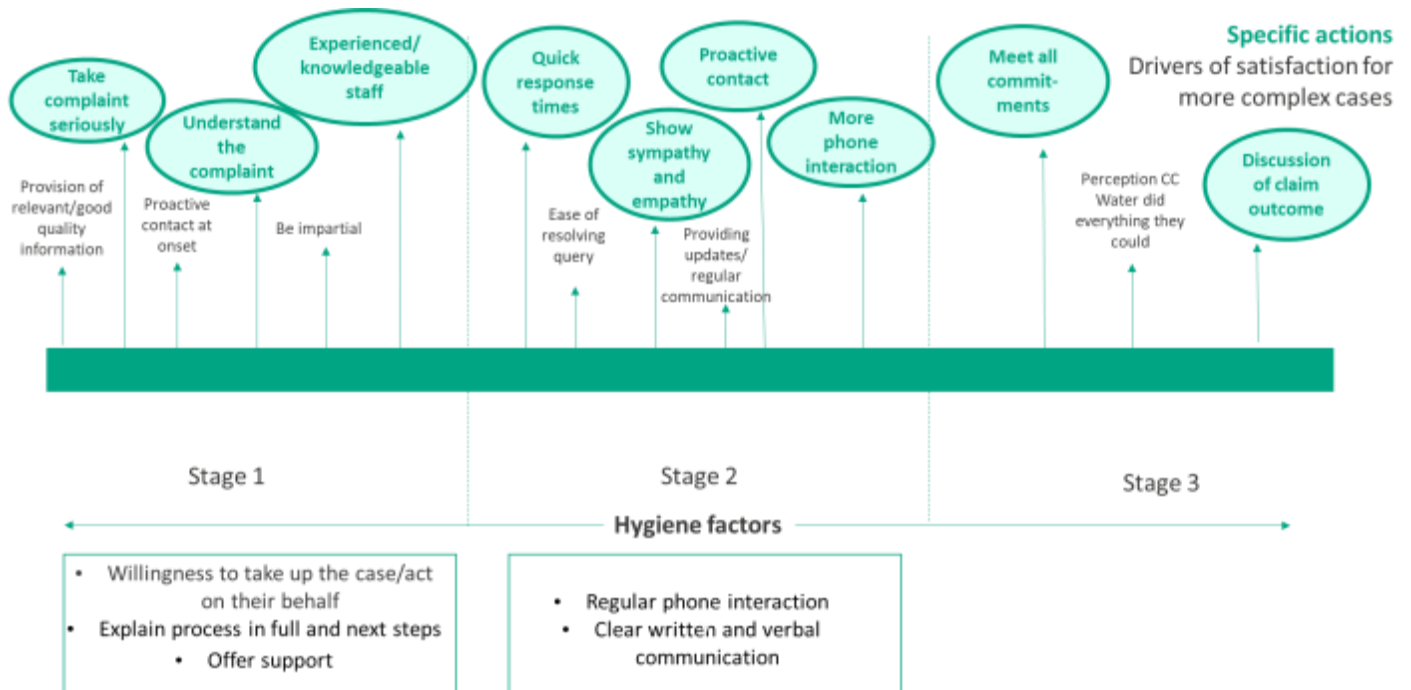 Specific actions
Drivers of satisfaction for
more complex cases
Take
complaint
seriously
Understand
the
complaint
Experienced/
knowledgeable
staff
Quick
response
times
Show
sympathy
and
empathy
Proactive
contact
More
phone
interaction
Meet all
commit-
ments
Discussion
of claim
outcome
Provision of
relevant/good
quality
information
Proactive
contact at
onset
Be impartial
Ease of
resolving
query
Providing
updates/
regular
communication
Perception CC
Water did
everything they
could
Stage 1
Stage 2
Stage 3
Hygiene factors
• Willingness to take up the case/act
on their behalf
• Explain process in full and next steps
• Offer support
• Regular phone interaction
• Clear written and verbal
communication